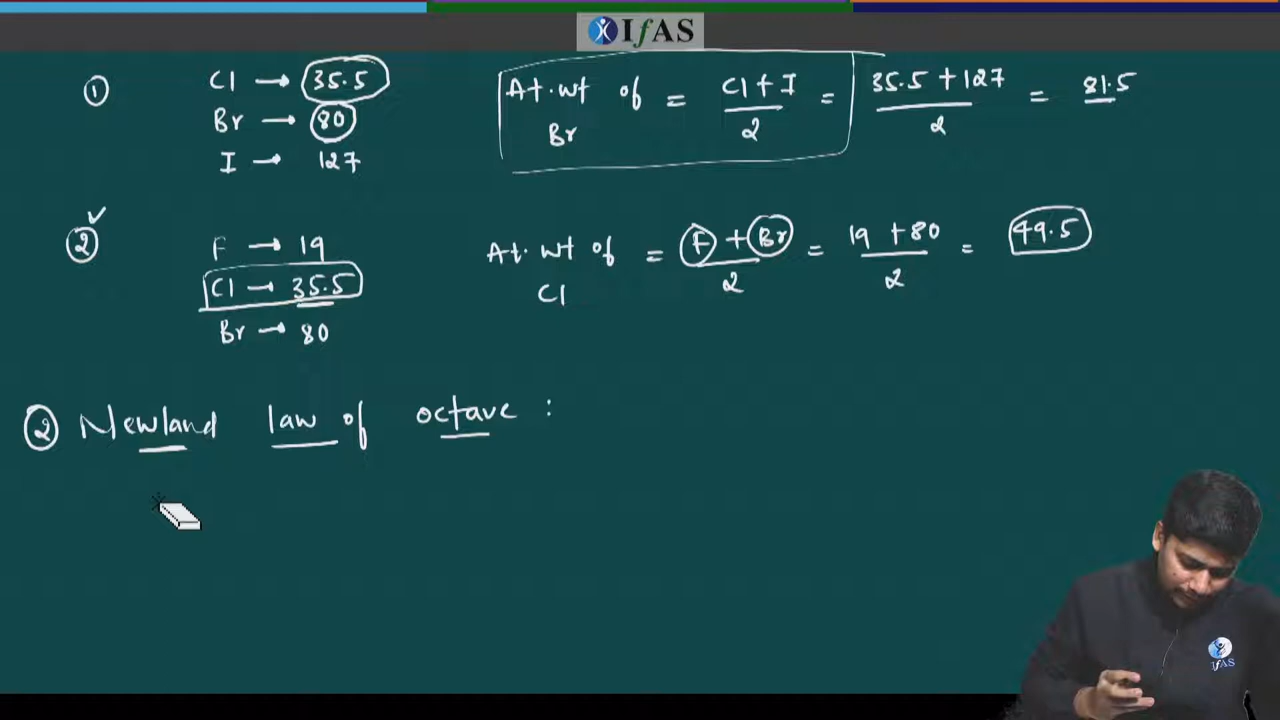 IfAS
① Cl → 35.5
Br → 80
I → 127
At. wt of Br = Cl + I / 2 = 35.5 + 127 / 2 = 81.5
② ✓
F → 19
Cl → 35.5
Br → 80
At. wt of Cl = F + Br / 2 = 19 + 80 / 2 = 49.5
② Newland law of octave :
IfAS